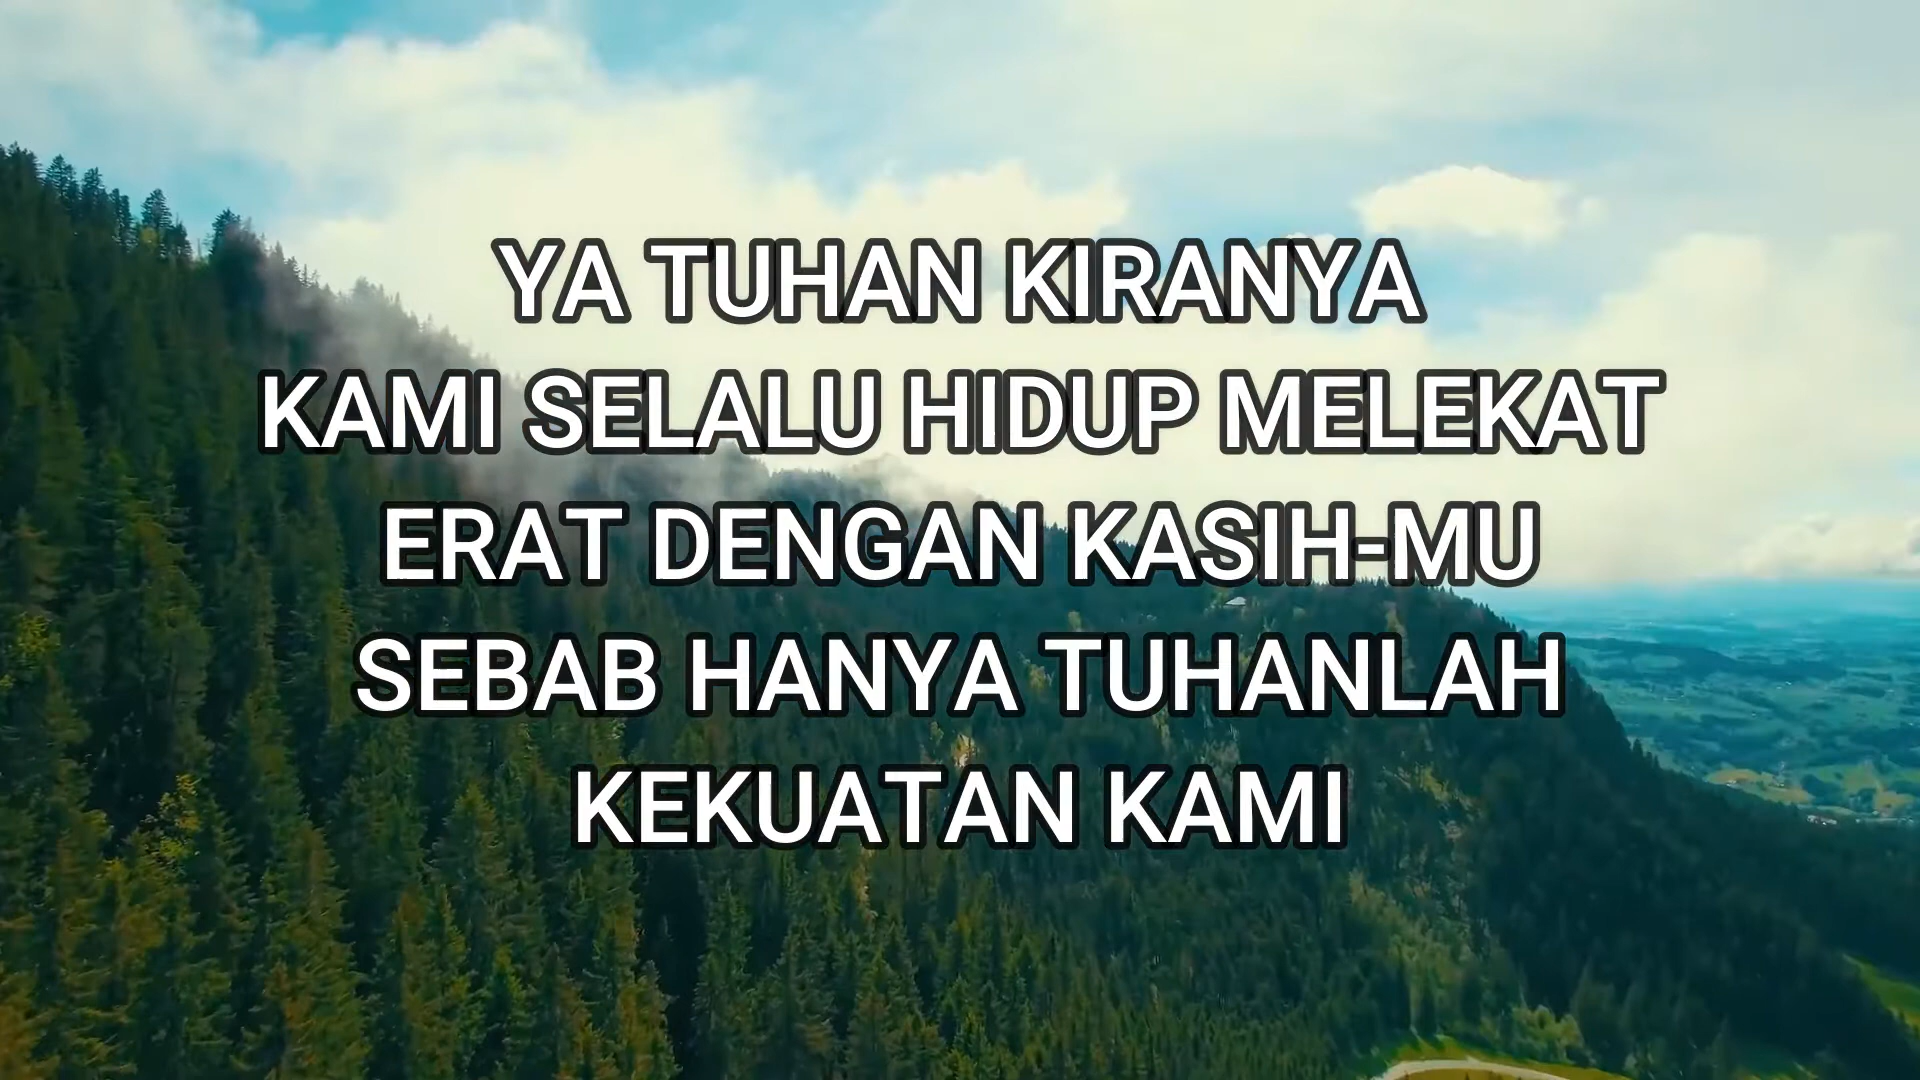 YA TUHAN KIRANYA
KAMI SELALU HIDUP MELEKAT
ERAT DENGAN KASIH-MU
SEBAB HANYA TUHANLAH
KEKUATAN KAMI